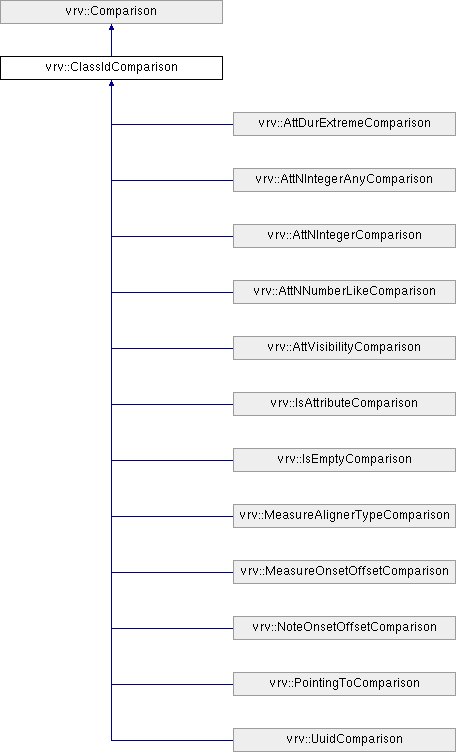 vrv::Comparison
vrv::ClassIdComparison
vrv::AttDurExtremeComparison
vrv::AttNIntegerAnyComparison
vrv::AttNIntegerComparison
vrv::AttNNumberLikeComparison
vrv::AttVisibilityComparison
vrv::IsAttributeComparison
vrv::IsEmptyComparison
vrv::MeasureAlignerTypeComparison
vrv::MeasureOnsetOffsetComparison
vrv::NoteOnsetOffsetComparison
vrv::PointingToComparison
vrv::UuidComparison